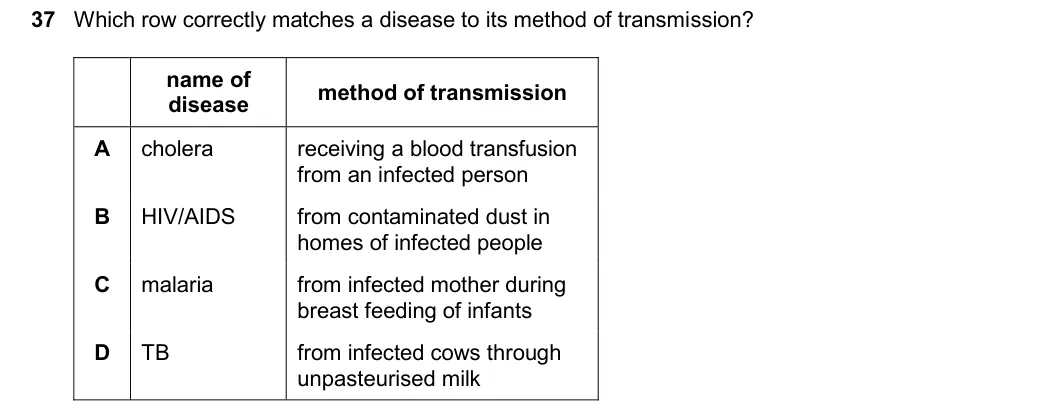 37 Which row correctly matches a disease to its method of transmission?
name of
disease
method of transmission
A cholera receiving a blood transfusion
from an infected person
B HIV/AIDS from contaminated dust in
homes of infected people
C malaria from infected mother during
breast feeding of infants
D TB from infected cows through
unpasteurised milk